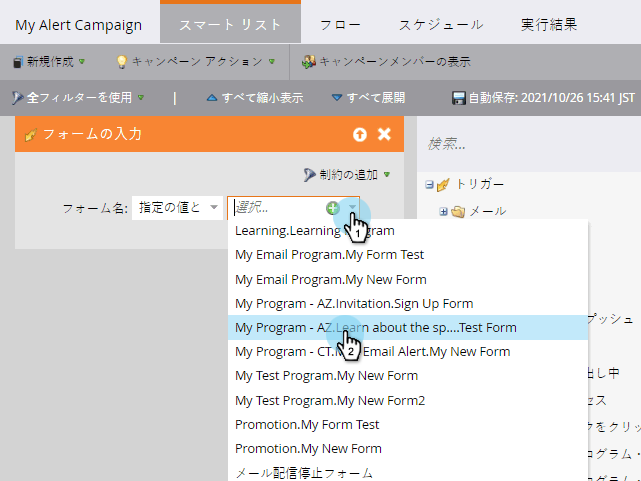 My Alert Campaign スマート リスト フロー スケジュール 実行結果
新規作成 キャンペーン アクション キャンペーンメンバーの表示
全フィルターを使用 | すべて縮小表示 すべて展開 自動保存: 2021/10/26 15:41 JST
フォームの入力
検索...
制約の追加
トリガー
フォーム名: 指定の値と 選択...
メール
1
Learning.Learning
My Email Program.My Form Test
My Email Program.My New Form
My Program - AZ.Invitation.Sign Up Form
プッシュ
My Program - AZ.Learn about the sp....Test Form
2
My Program - CT. Email Alert.My New Form
My Test Program.My New Form
出し中
My Test Program.My New Form2
セス
Promotion.My Form Test
クをクリッ
Promotion.My New Form
ログラム・
メール配信停止フォーム